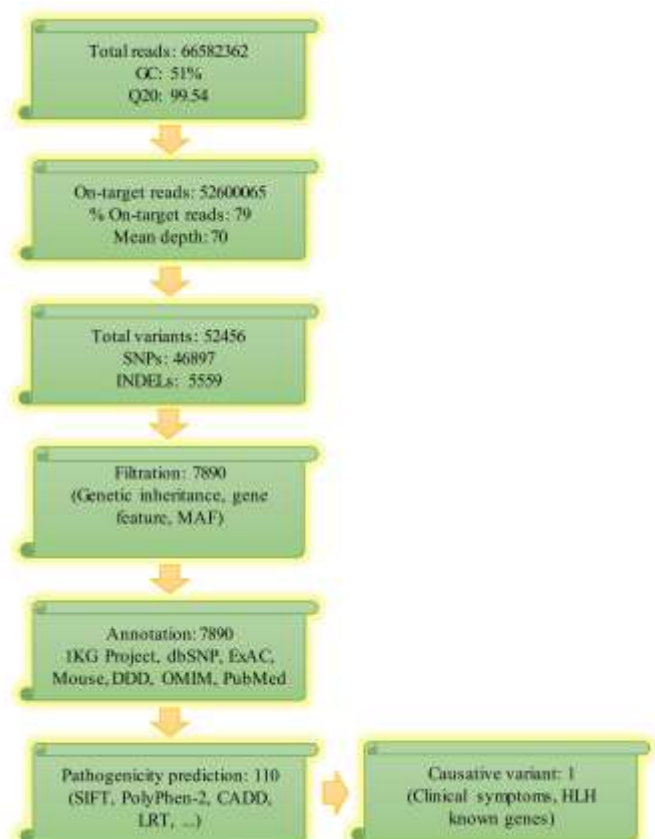 Total reads: 66582362
GC: 51%
Q20: 99.54
On-target reads: 52600065
% On-target reads: 79
Mean depth: 70
Total variants: 52456
SNPs: 46897
INDELs: 5559
Filtration: 7890
(Genetic inheritance, gene
feature, MAF)
Annotation: 7890
1KG Project, dbSNP, ExAC,
Mouse, DDD, OMIM, PubMed
Pathogenicity prediction: 110
(SIFT, PolyPhen-2, CADD,
LRT, ...)
Causative variant: 1
(Clinical symptoms, HLH
known genes)